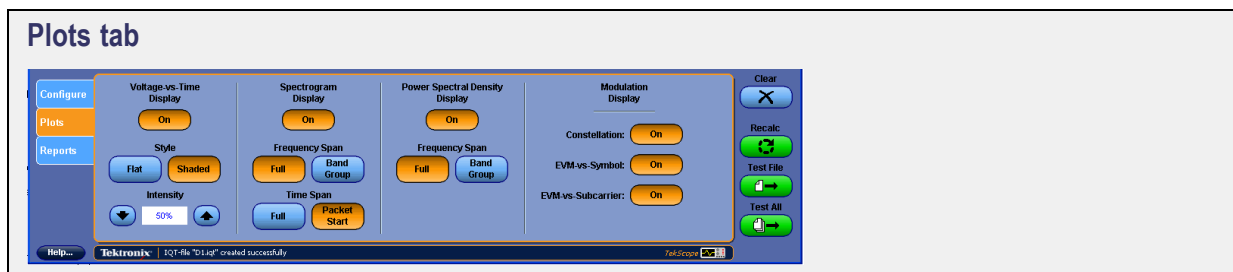 Plots tab
Configure
Plots
Reports
Voltage-vs-Time
Display
On
Style
Flat Shaded
Intensity
50%
Spectrogram
Display
On
Frequency Span
Full Band
Group
Time Span
Full Packet
Start
Power Spectral Density
Display
On
Frequency Span
Full Band
Group
Modulation
Display
Constellation: On
EVM-vs-Symbol: On
EVM-vs-Subcarrier: On
Clear
Recalc
Test File
Test All
Help...
Tektronix IQT-file "D1.iqt" created successfully TekScope